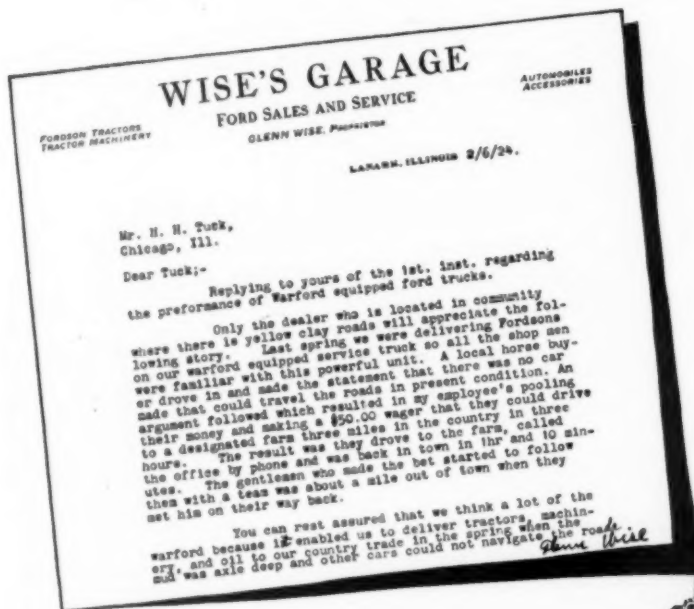 WISE'S GARAGE
FORD SALES AND SERVICE
GLENN WISE, PROPRIETOR
FORDSON TRACTORS
TRACTOR MACHINERY
AUTOMOBILES
ACCESSORIES
LANARK, ILLINOIS 2/6/24.
Mr. H. H. Tuck,
Chicago, Ill.
Dear Tuck;-
Replying to yours of the 1st. inst. regarding
the preformance of Warford equipped ford trucks.
Only the dealer who is located in community
where there is yellow clay roads will appreciate the fol-
lowing story. Last spring we were delivering Fordsons
on our warford equipped service truck so all the shop men
were familiar with this powerful unit. A local horse buy-
er drove in and made the statement that there was no car
made that could travel the roads in present condition. An
argument followed which resulted in my employee's pooling
their money and making a $50.00 wager that they could drive
to a designated farm three miles in the country in three
hours. The result was they drove to the farm, called
the office by phone and was back in town in 1hr and 10 min-
utes. The gentlemen who made the bet started to follow
them with a team was about a mile out of town when they
met him on their way back.
You can rest assured that we think a lot of the
warford because it enabled us to deliver tractors, machin-
ery, and oil to our country trade in the spring when the
mud was axle deep and other cars could not navigate the roads
Glenn Wise